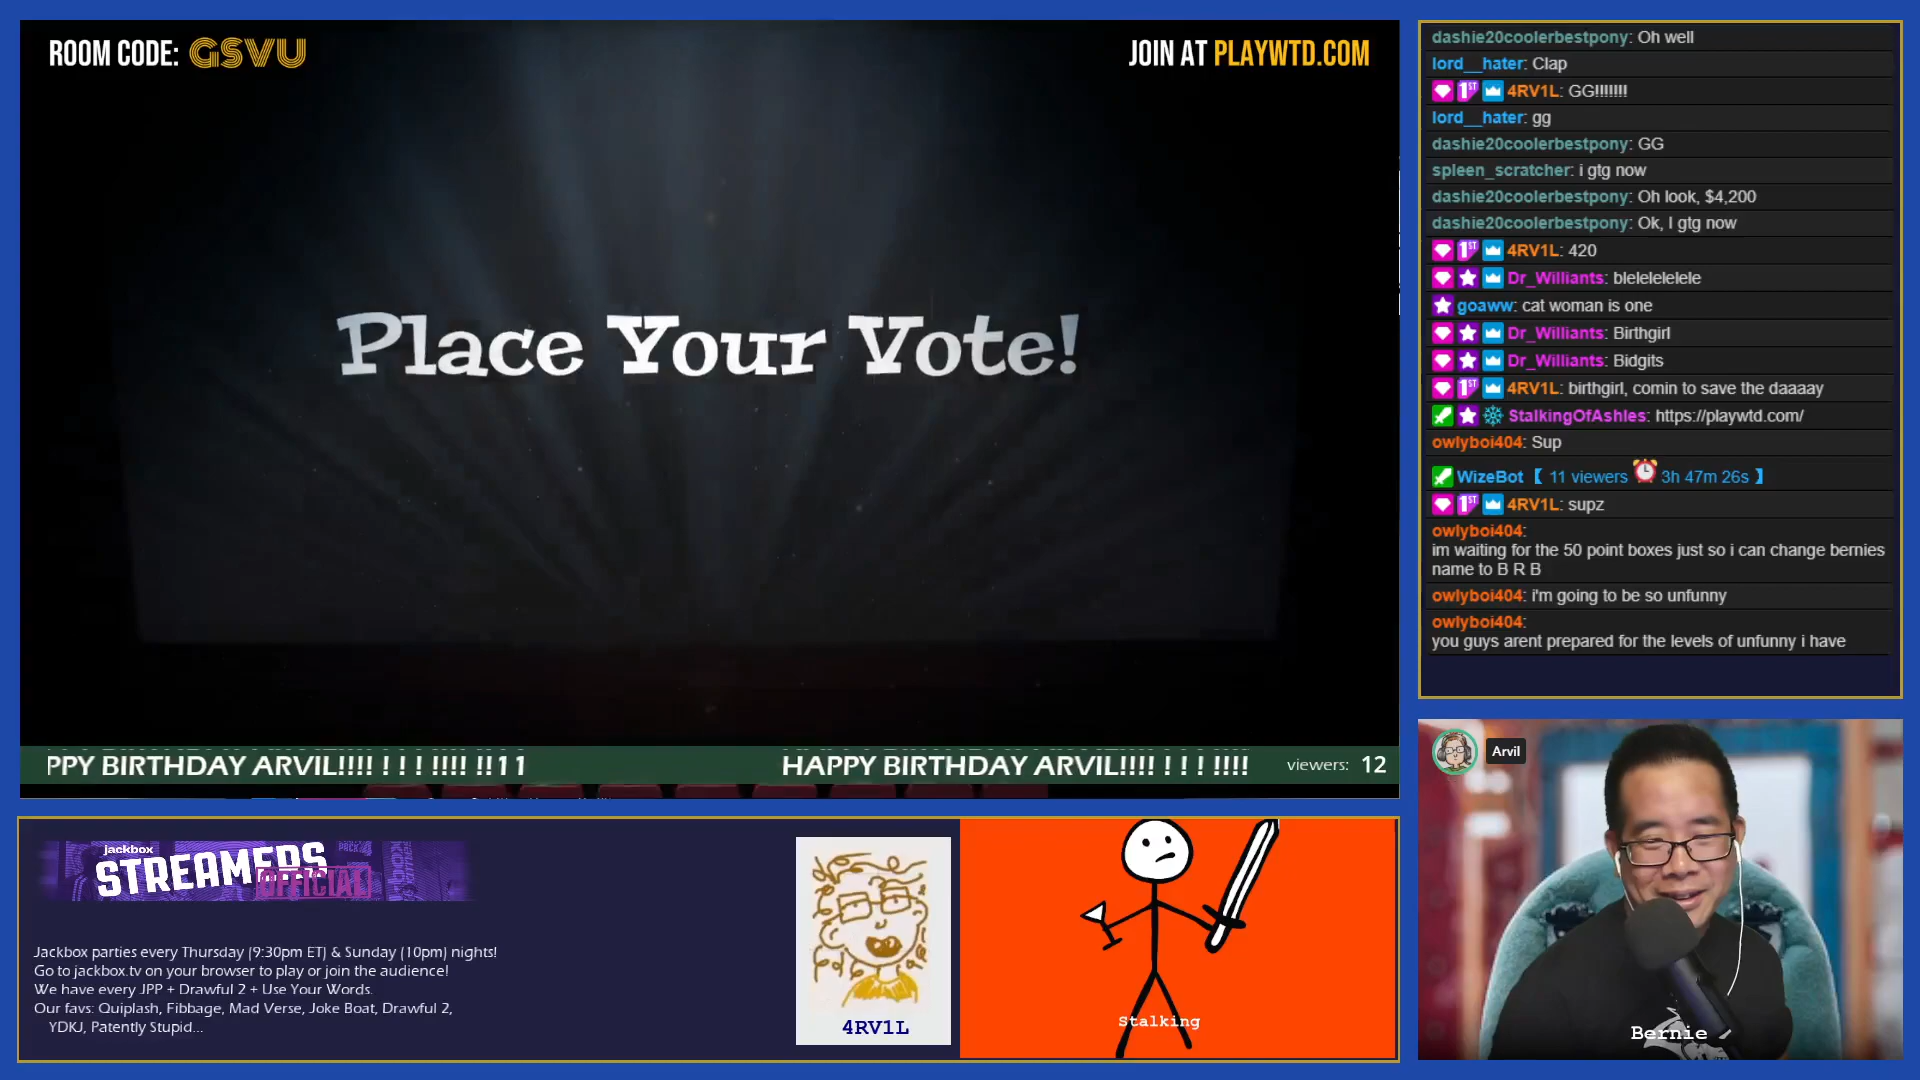 ROOM CODE: GSVU
JOIN AT PLAYWTD.COM
Place Your Vote!
PPY BIRTHDAY ARVIL!!!! ! ! ! !!!! !!11
HAPPY BIRTHDAY ARVIL!!!! ! ! ! !!!!
viewers: 12
jackbox
STREAMERS
OFFICIAL
Jackbox parties every Thursday (9:30pm ET) & Sunday (10pm) nights!
Go to jackbox.tv on your browser to play or join the audience!
We have every JPP + Drawful 2 + Use Your Words.
Our favs: Quiplash, Fibbage, Mad Verse, Joke Boat, Drawful 2,
YDKJ, Patently Stupid...
4RV1L
Stalking
dashie20coolerbestpony: Oh well
lord__hater: Clap
1ST 4RV1L: GG!!!!!!!
lord__hater: gg
dashie20coolerbestpony: GG
spleen_scratcher: i gtg now
dashie20coolerbestpony: Oh look, $4,200
dashie20coolerbestpony: Ok, I gtg now
1ST 4RV1L: 420
Dr_Williants: blelelelelele
goaww: cat woman is one
Dr_Williants: Birthgirl
Dr_Williants: Bidgits
1ST 4RV1L: birthgirl, comin to save the daaaay
StalkingOfAshles: https://playwtd.com/
owlyboi404: Sup
WizeBot 【 11 viewers ⏰ 3h 47m 26s 】
1ST 4RV1L: supz
owlyboi404:
im waiting for the 50 point boxes just so i can change bernies
name to B R B
owlyboi404: i'm going to be so unfunny
owlyboi404:
you guys arent prepared for the levels of unfunny i have
Arvil
Bernie